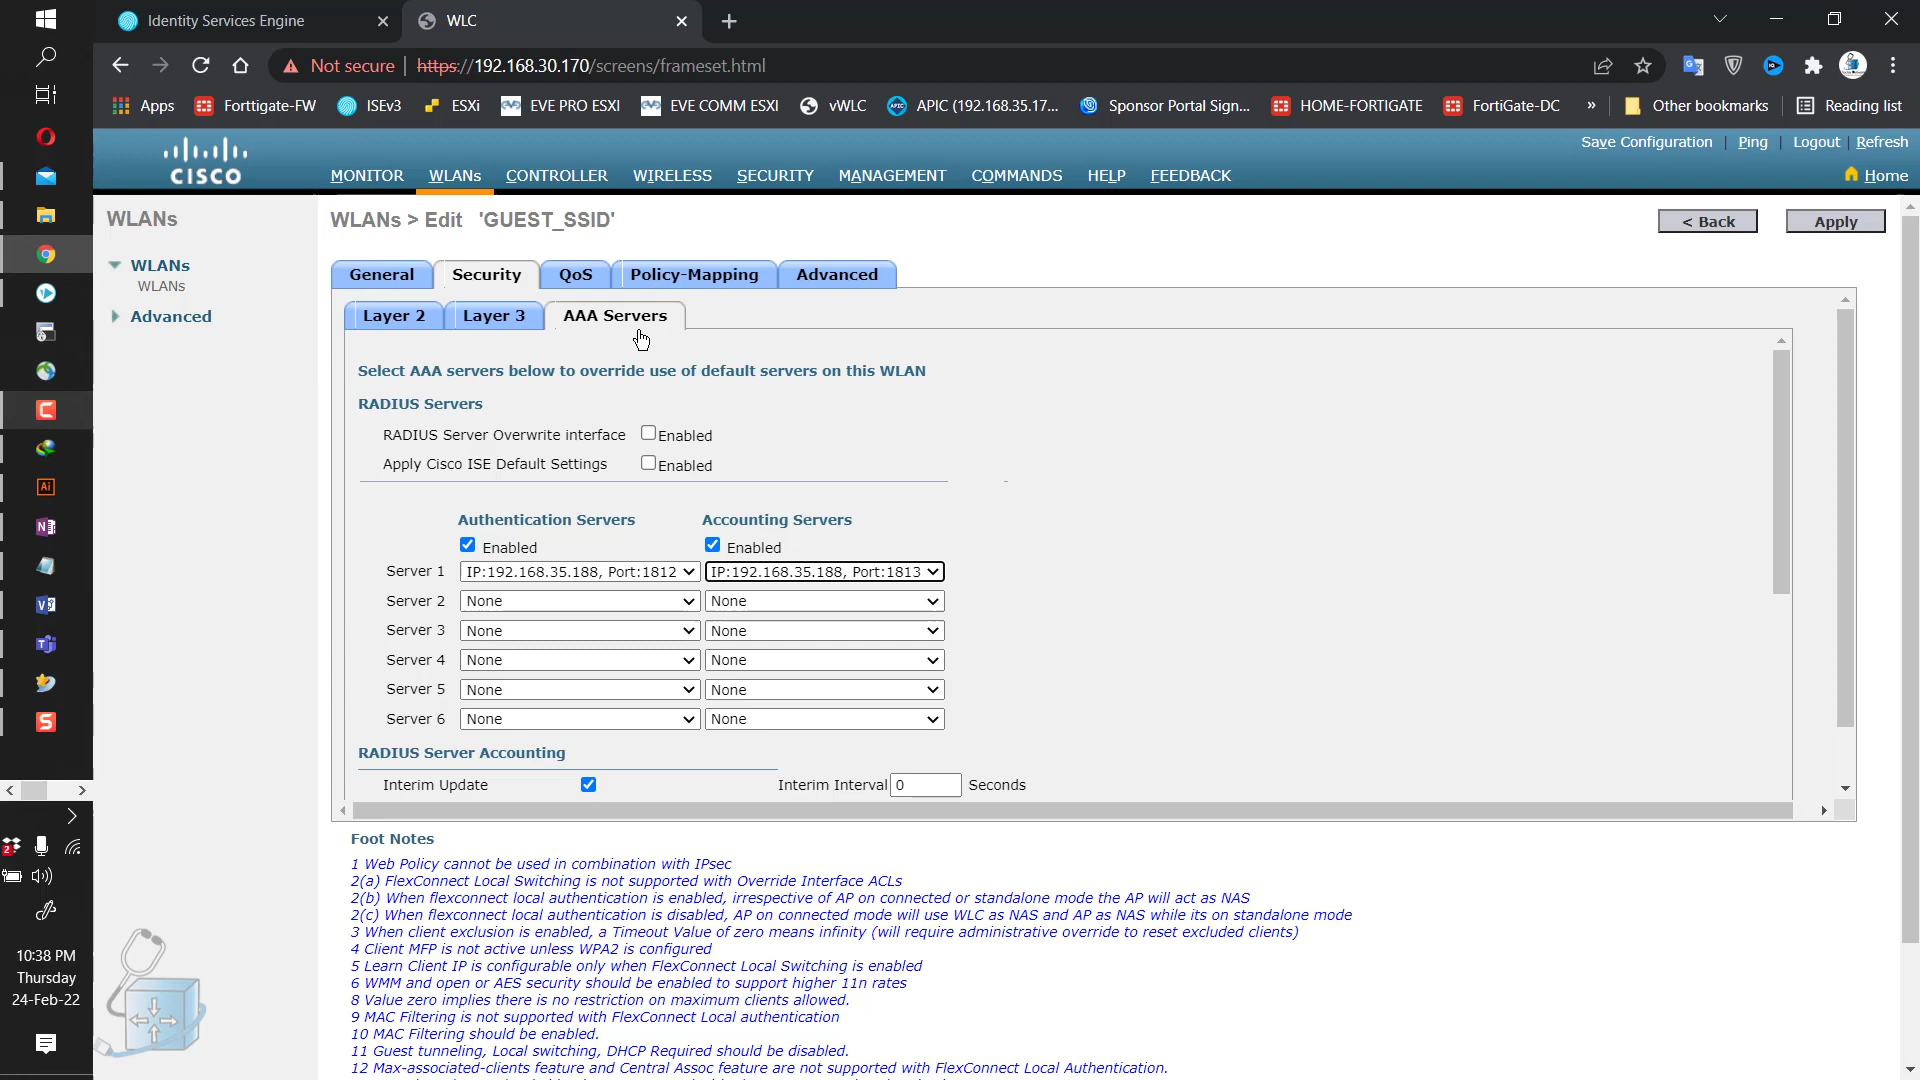 Identity Services Engine
WLC
Not secure
https://192.168.30.170/screens/frameset.html
Apps
Forttigate-FW
ISEv3
ESXi
EVE PRO ESXI
EVE COMM ESXI
vWLC
APIC (192.168.35.17...
Sponsor Portal Sign...
HOME-FORTIGATE
FortiGate-DC
»
Other bookmarks
Reading list
Save Configuration | Ping | Logout | Refresh
CISCO
MONITOR WLANs CONTROLLER WIRELESS SECURITY MANAGEMENT COMMANDS HELP FEEDBACK
Home
WLANs
WLANs
WLANs
Advanced
WLANs > Edit 'GUEST_SSID'
< Back
Apply
General
Security
QoS
Policy-Mapping
Advanced
Layer 2
Layer 3
AAA Servers
Select AAA servers below to override use of default servers on this WLAN
RADIUS Servers
RADIUS Server Overwrite interface Enabled
Apply Cisco ISE Default Settings Enabled
Authentication Servers Accounting Servers
Enabled Enabled
Server 1 IP:192.168.35.188, Port:1812 IP:192.168.35.188, Port:1813
Server 2 None None
Server 3 None None
Server 4 None None
Server 5 None None
Server 6 None None
RADIUS Server Accounting
Interim Update Interim Interval 0 Seconds
Foot Notes
1 Web Policy cannot be used in combination with IPsec
2(a) FlexConnect Local Switching is not supported with Override Interface ACLs
2(b) When flexconnect local authentication is enabled, irrespective of AP on connected or standalone mode the AP will act as NAS
2(c) When flexconnect local authentication is disabled, AP on connected mode will use WLC as NAS and AP as NAS while its on standalone mode
3 When client exclusion is enabled, a Timeout Value of zero means infinity (will require administrative override to reset excluded clients)
4 Client MFP is not active unless WPA2 is configured
5 Learn Client IP is configurable only when FlexConnect Local Switching is enabled
6 WMM and open or AES security should be enabled to support higher 11n rates
8 Value zero implies there is no restriction on maximum clients allowed.
9 MAC Filtering is not supported with FlexConnect Local authentication
10 MAC Filtering should be enabled.
11 Guest tunneling, Local switching, DHCP Required should be disabled.
12 Max-associated-clients feature and Central Assoc feature are not supported with FlexConnect Local Authentication.
10:38 PM
Thursday
24-Feb-22